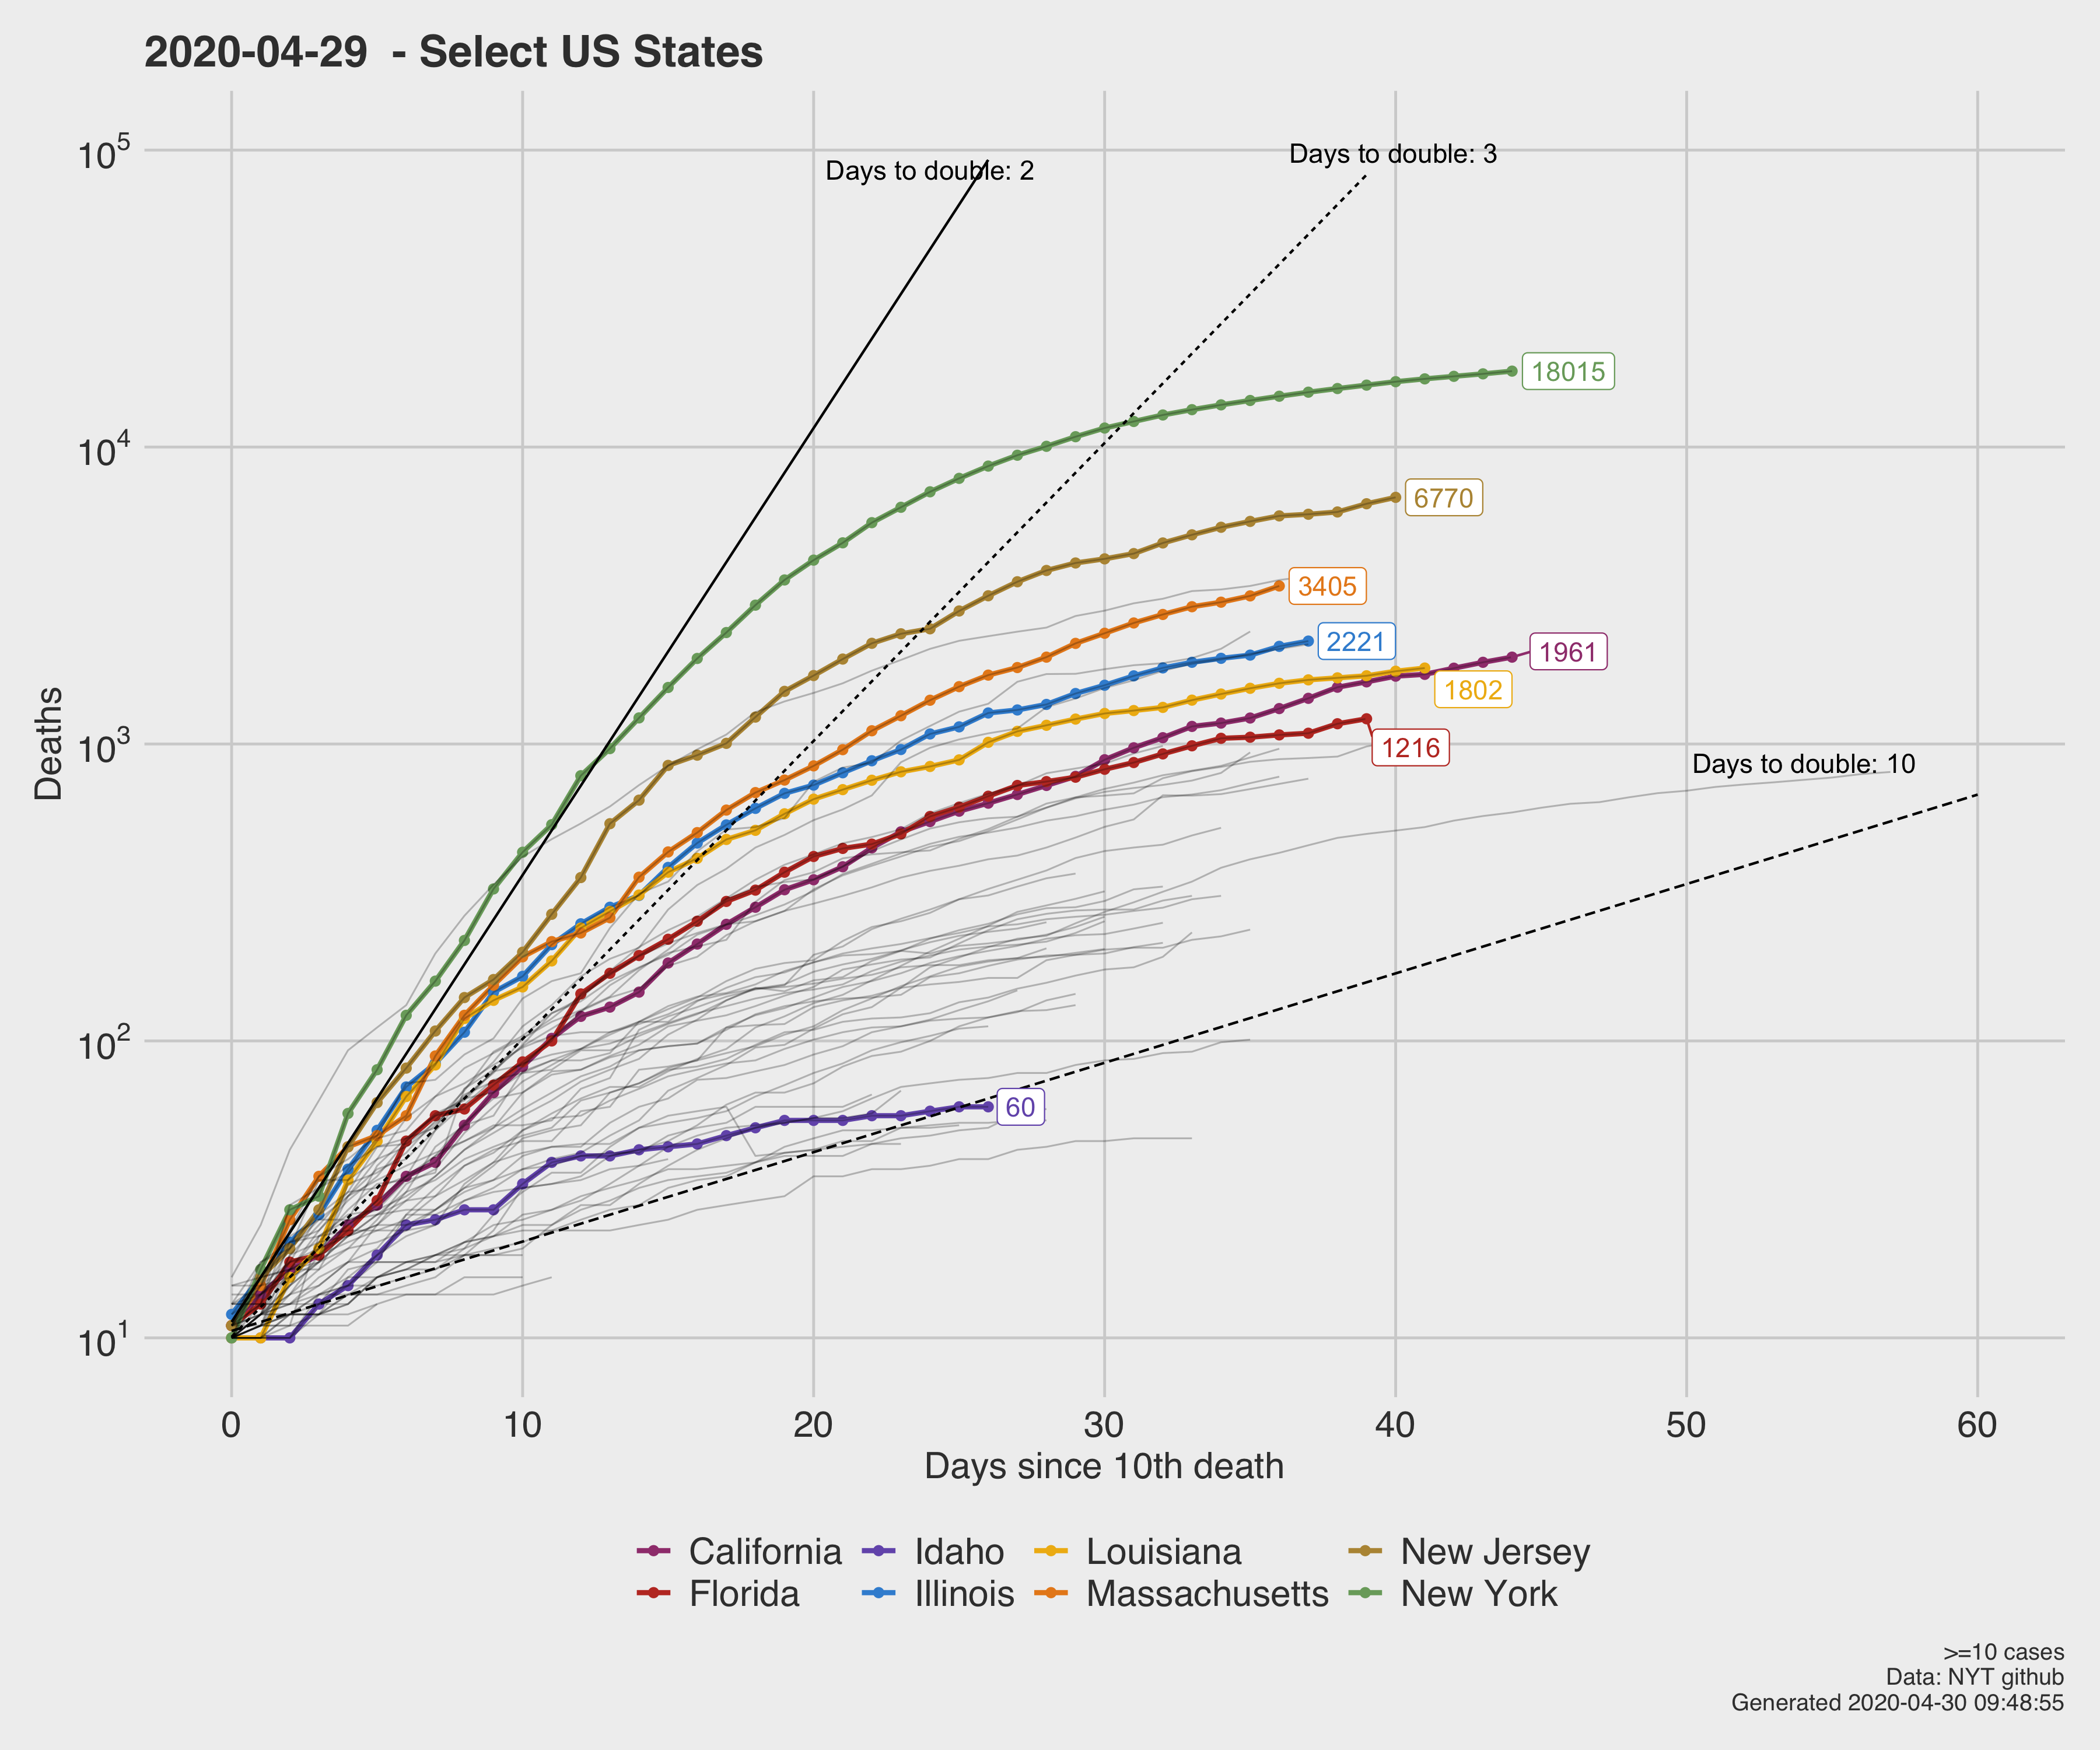 2020-04-29  - Select US States
Deaths
10^5
10^4
10^3
10^2
10^1
Days to double: 2
Days to double: 3
Days to double: 10
18015
6770
3405
2221
1961
1802
1216
60
0 10 20 30 40 50 60
Days since 10th death
California Idaho Louisiana New Jersey
Florida Illinois Massachusetts New York
>=10 cases
Data: NYT github
Generated 2020-04-30 09:48:55